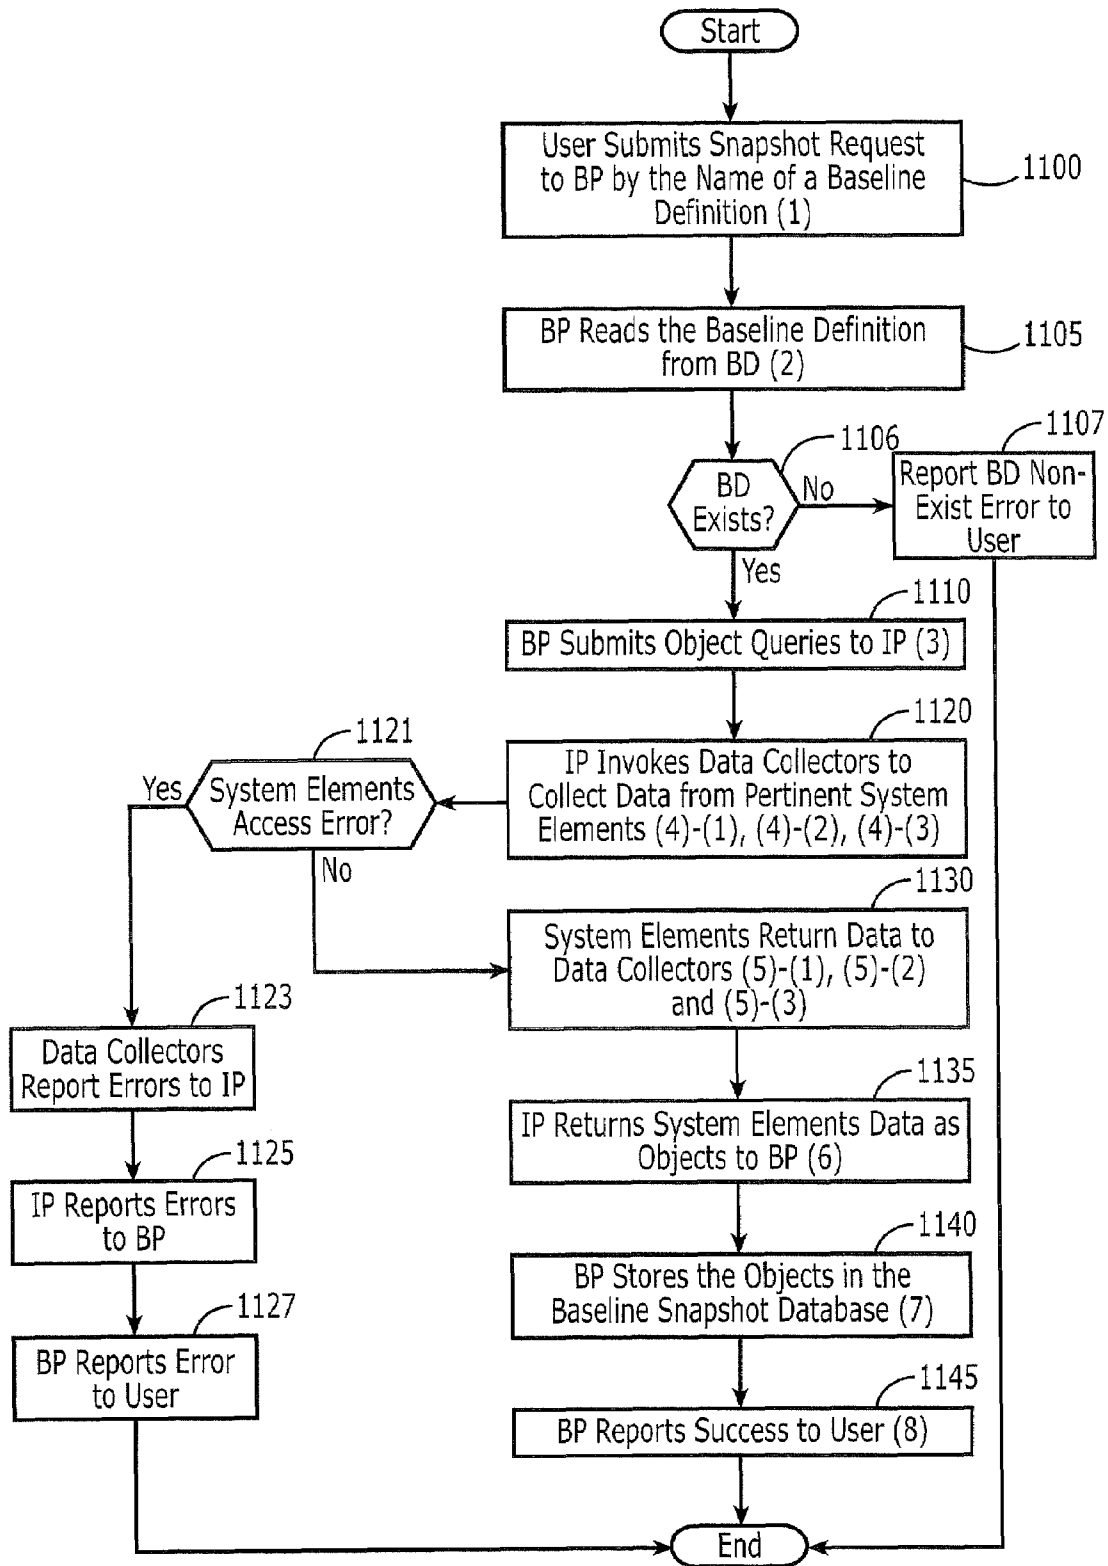 Start
User Submits Snapshot Request
to BP by the Name of a Baseline
Definition (1)
1100
BP Reads the Baseline Definition
from BD (2)
1105
1106
BD
Exists?
No
Yes
1107
Report BD Non-
Exist Error to
User
1110
BP Submits Object Queries to IP (3)
1120
IP Invokes Data Collectors to
Collect Data from Pertinent System
Elements (4)-(1), (4)-(2), (4)-(3)
1121
System Elements
Access Error?
Yes
No
1130
System Elements Return Data to
Data Collectors (5)-(1), (5)-(2)
and (5)-(3)
1123
Data Collectors
Report Errors to IP
1135
IP Returns System Elements Data as
Objects to BP (6)
1125
IP Reports Errors
to BP
1140
BP Stores the Objects in the
Baseline Snapshot Database (7)
1127
BP Reports Error
to User
1145
BP Reports Success to User (8)
End